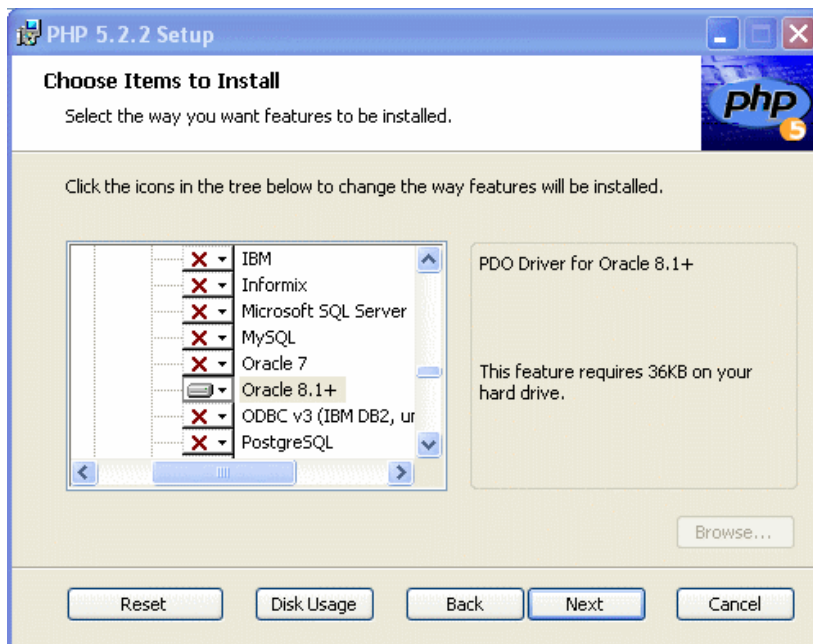 PHP 5.2.2 Setup
Choose Items to Install
Select the way you want features to be installed.
php
5
Click the icons in the tree below to change the way features will be installed.
IBM
Informix
Microsoft SQL Server
MySQL
Oracle 7
Oracle 8.1+
ODBC v3 (IBM DB2, ur
PostgreSQL
PDO Driver for Oracle 8.1+
This feature requires 36KB on your
hard drive.
Browse...
Reset
Disk Usage
Back
Next
Cancel